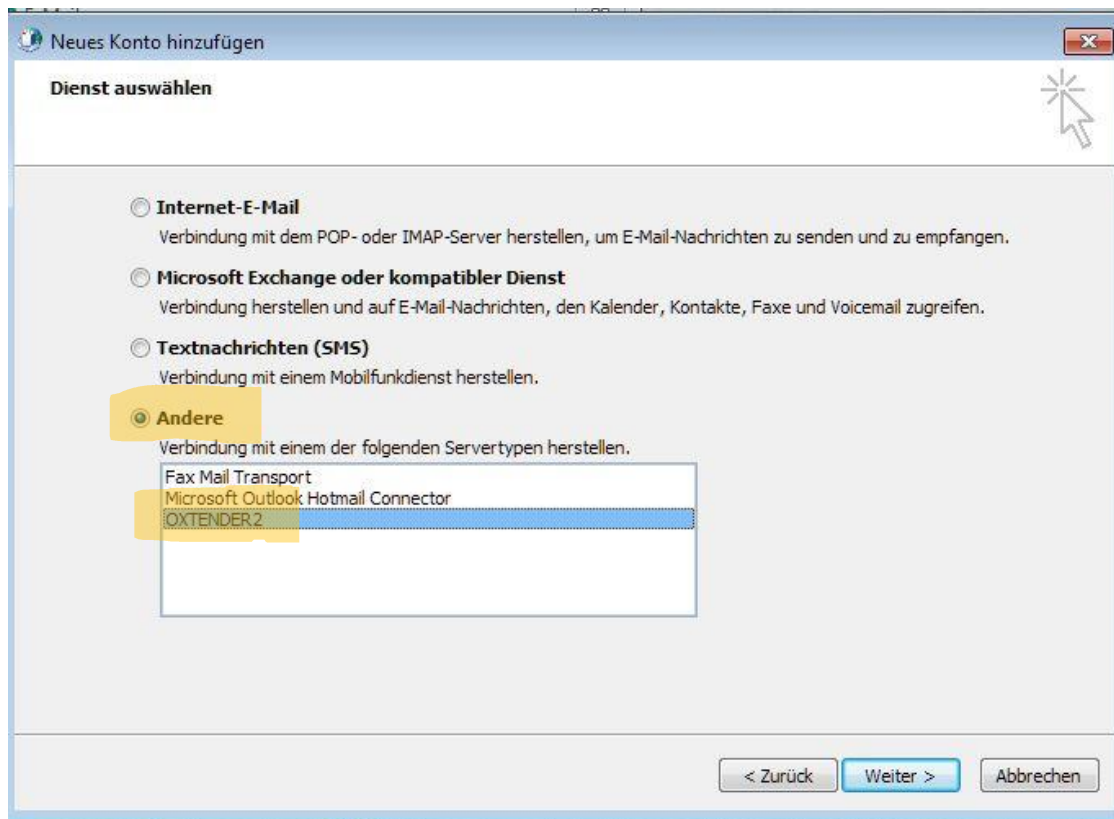 Neues Konto hinzufügen
Dienst auswählen
Internet-E-Mail
Verbindung mit dem POP- oder IMAP-Server herstellen, um E-Mail-Nachrichten zu senden und zu empfangen.
Microsoft Exchange oder kompatibler Dienst
Verbindung herstellen und auf E-Mail-Nachrichten, den Kalender, Kontakte, Faxe und Voicemail zugreifen.
Textnachrichten (SMS)
Verbindung mit einem Mobilfunkdienst herstellen.
Andere
Verbindung mit einem der folgenden Servertypen herstellen.
Fax Mail Transport
Microsoft Outlook Hotmail Connector
OXTENDER2
< Zurück Weiter > Abbrechen